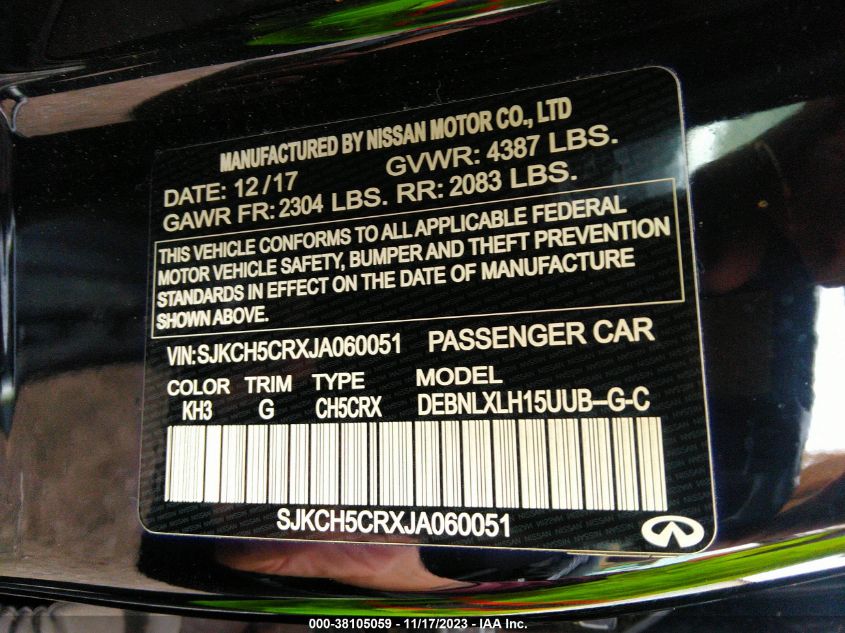 MANUFACTURED BY NISSAN MOTOR CO., LTD
DATE: 12/17 GVWR: 4387 LBS.
GAWR FR: 2304 LBS. RR: 2083 LBS.
THIS VEHICLE CONFORMS TO ALL APPLICABLE FEDERAL
MOTOR VEHICLE SAFETY, BUMPER AND THEFT PREVENTION
STANDARDS IN EFFECT ON THE DATE OF MANUFACTURE
SHOWN ABOVE.
VIN: SJKCH5CRXJA060051 PASSENGER CAR
COLOR TRIM TYPE MODEL
KH3 G CH5CRX DEBNLXLH15UUB-G-C
SJKCH5CRXJA060051
000-38105059 - 11/17/2023 - IAA Inc.